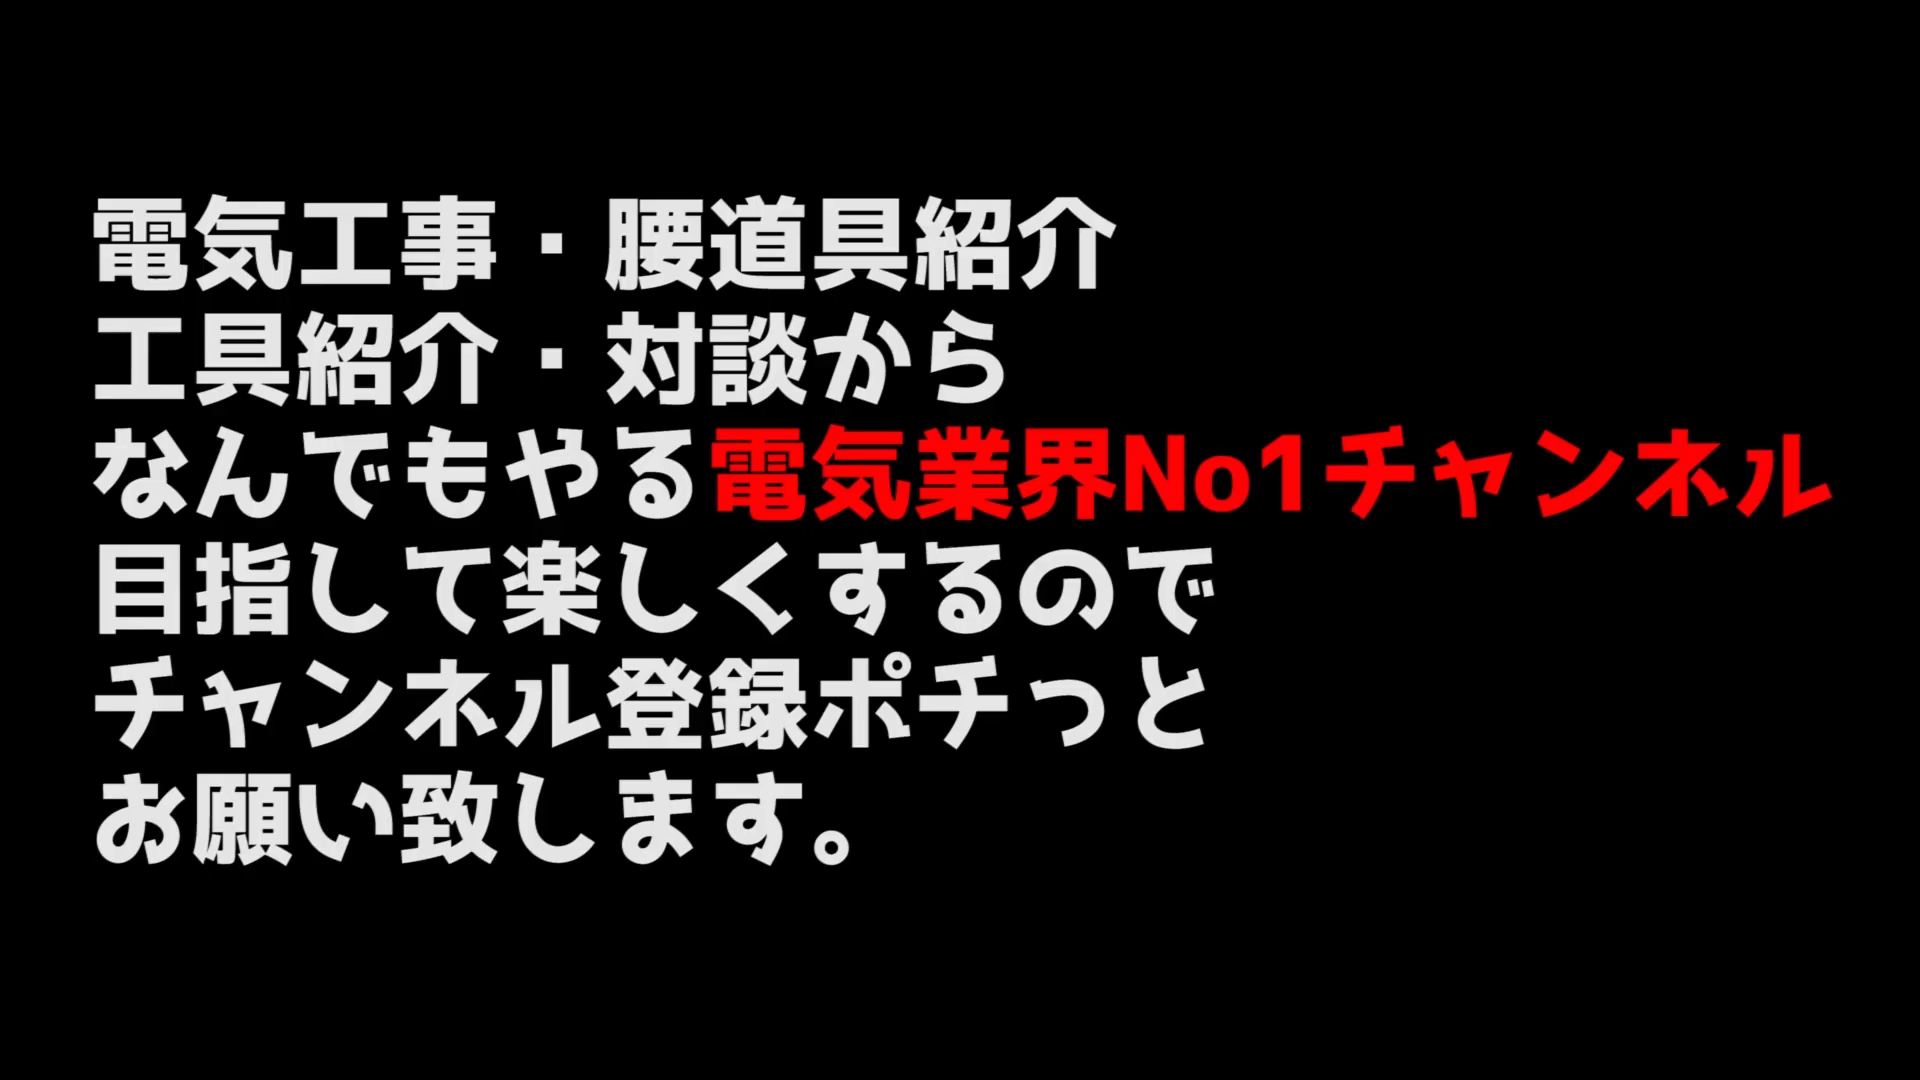 電気工事・腰道具紹介
工具紹介・対談から
なんでもやる電気業界No1チャンネル
目指して楽しくするので
チャンネル登録ポチっと
お願い致します。